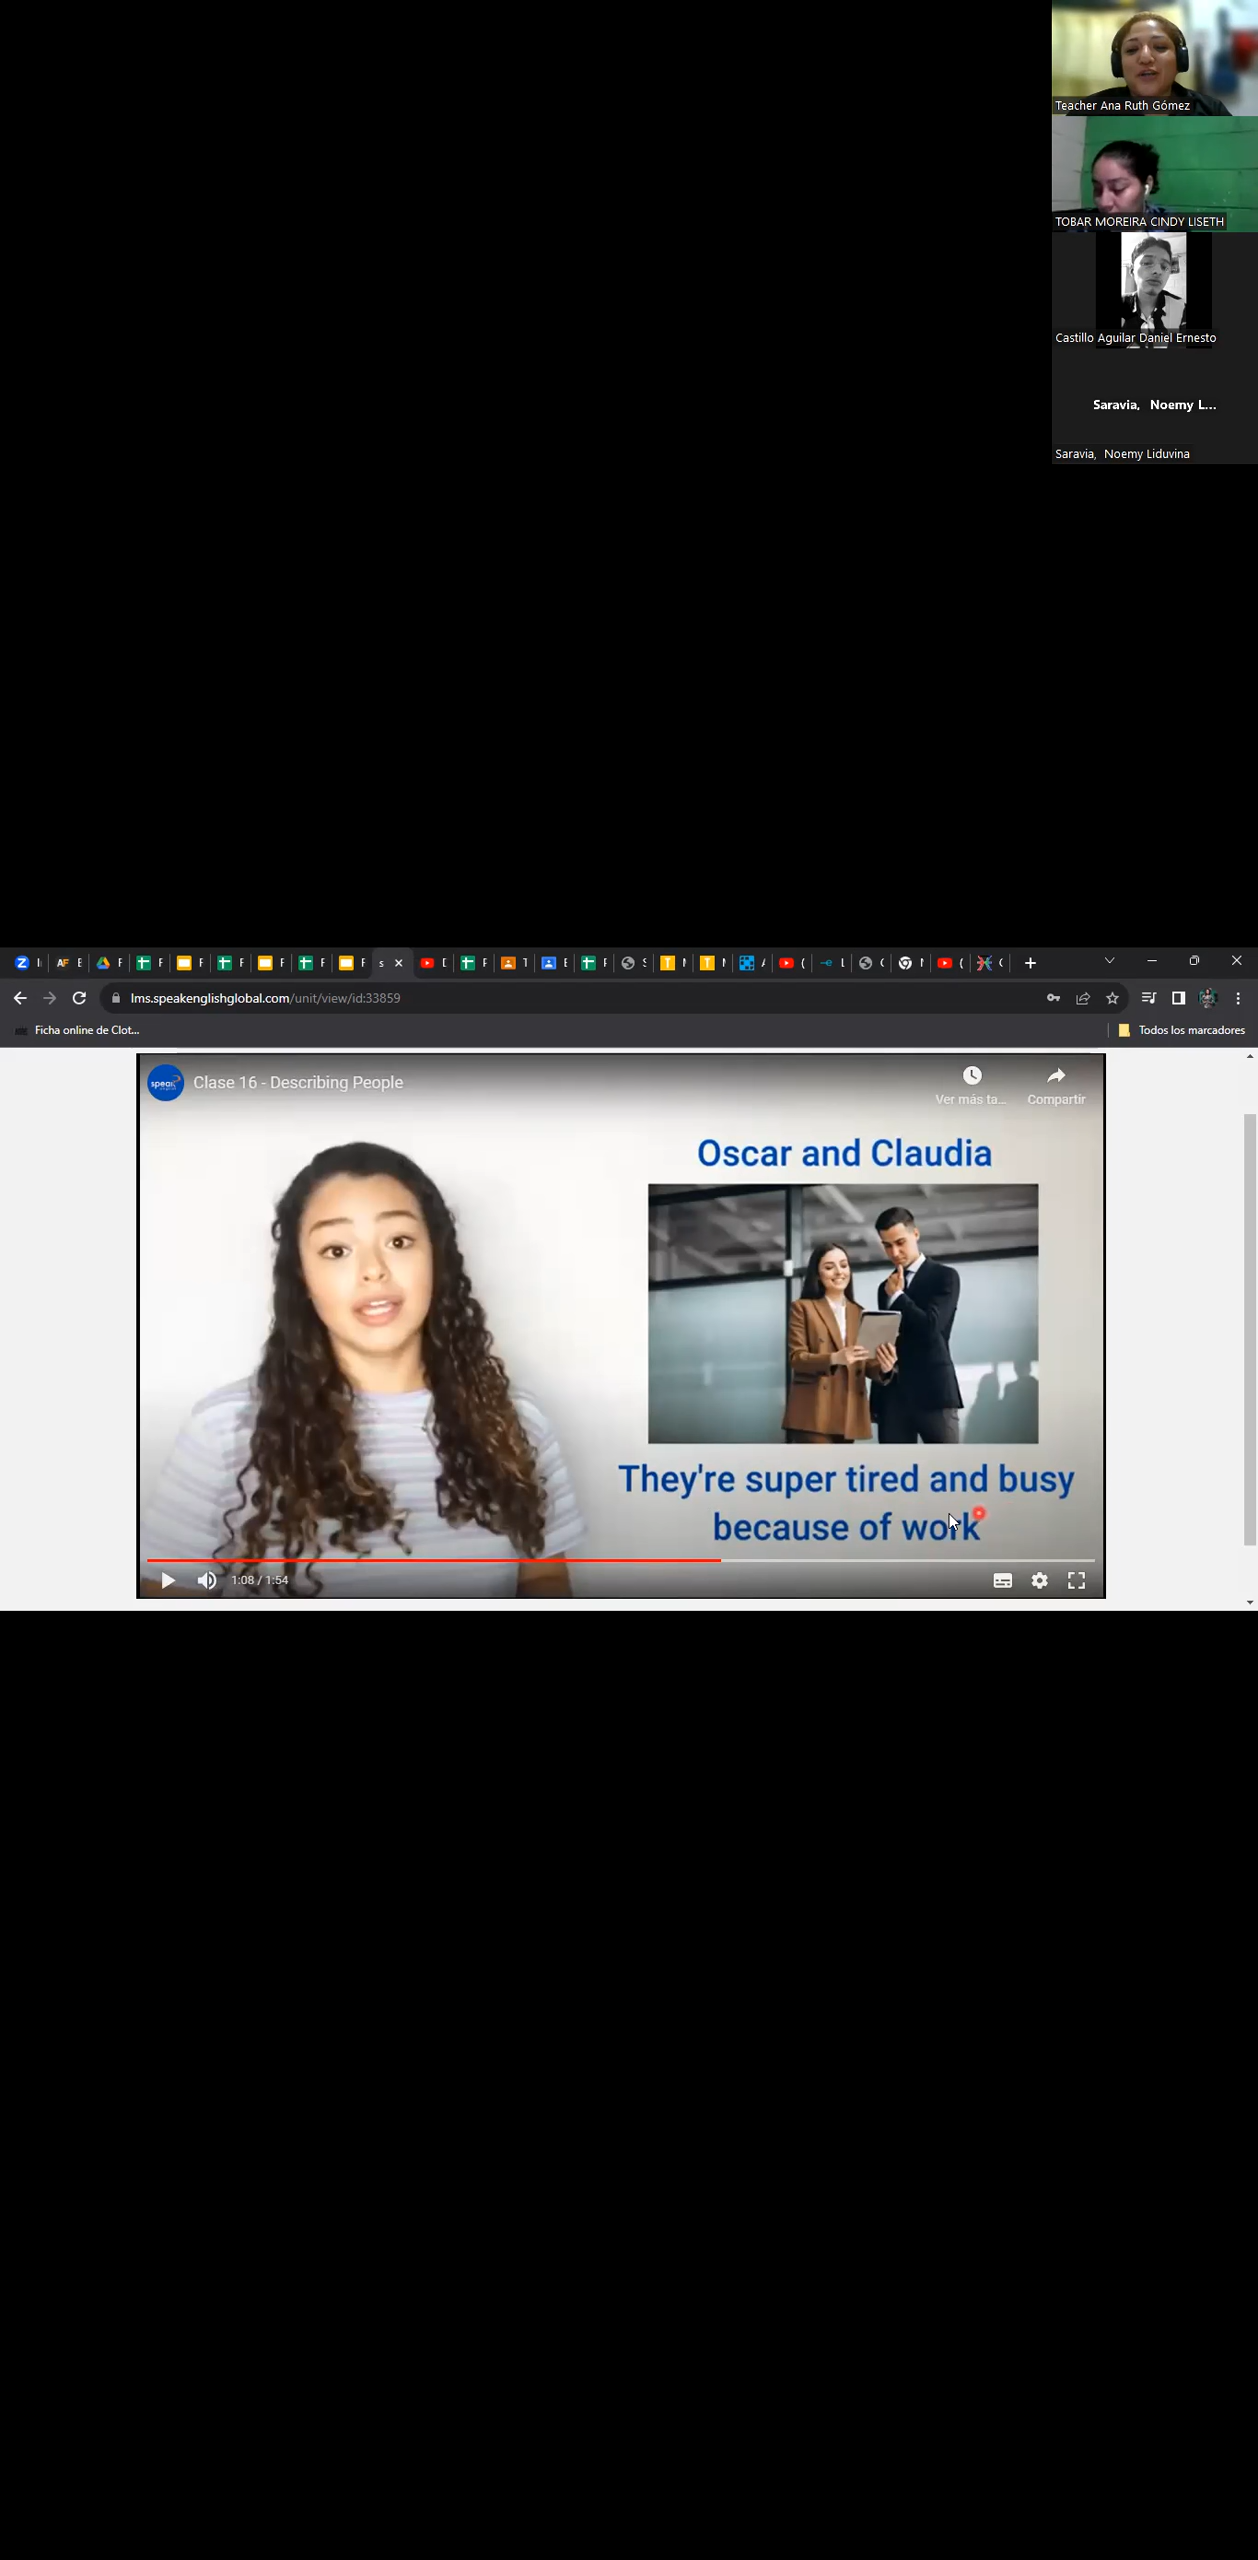 Teacher Ana Ruth Gómez
TOBAR MOREIRA CINDY LISETH
Castillo Aguilar Daniel Ernesto
Saravia, Noemy L...
Saravia, Noemy Liduvina
lms.speakenglishglobal.com/unit/view/id:33859
Ficha online de Clot...
Todos los marcadores
speak
Clase 16 - Describing People
Ver más ta...
Compartir
Oscar and Claudia
They're super tired and busy
because of work
1:08 / 1:54